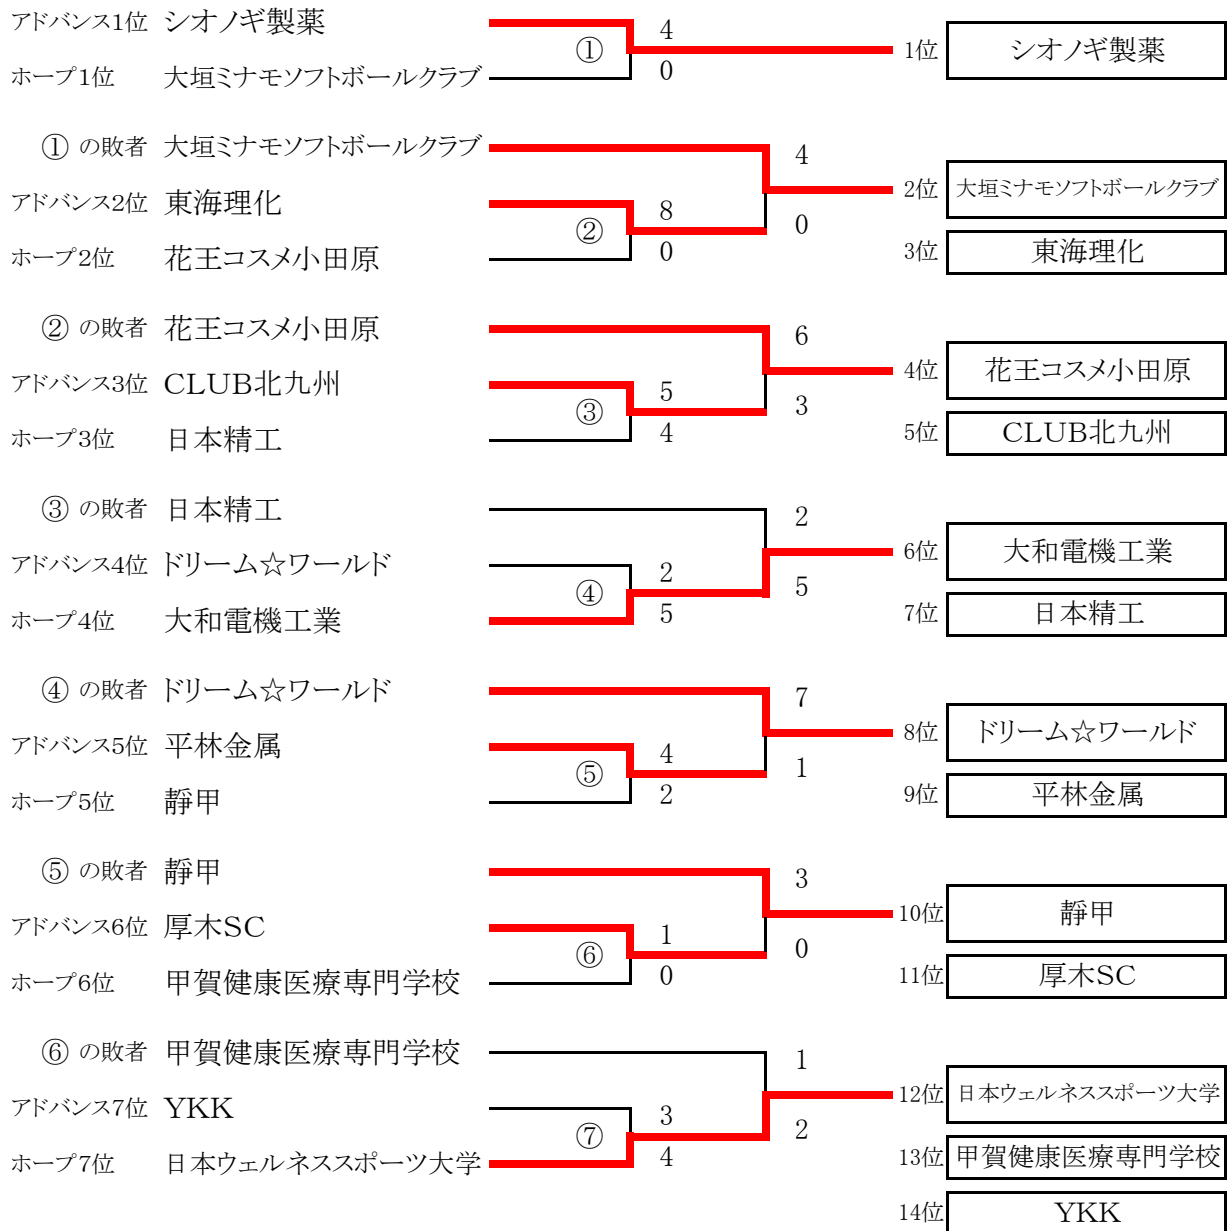 アドバンス1位 シオノギ製薬 4
① 1位 シオノギ製薬
ホープ1位 大垣ミナモソフトボールクラブ 0
① の敗者 大垣ミナモソフトボールクラブ 4
アドバンス2位 東海理化 8 2位 大垣ミナモソフトボールクラブ
② 0
ホープ2位 花王コスメ小田原 0 3位 東海理化
② の敗者 花王コスメ小田原 6
アドバンス3位 CLUB北九州 5 4位 花王コスメ小田原
③ 3
ホープ3位 日本精工 4 5位 CLUB北九州
③ の敗者 日本精工 2
アドバンス4位 ドリーム☆ワールド 2 6位 大和電機工業
④ 5
ホープ4位 大和電機工業 5 7位 日本精工
④ の敗者 ドリーム☆ワールド 7
アドバンス5位 平林金属 4 8位 ドリーム☆ワールド
⑤ 1
ホープ5位 靜甲 2 9位 平林金属
⑤ の敗者 靜甲 3
アドバンス6位 厚木SC 1 10位 靜甲
⑥ 0
ホープ6位 甲賀健康医療専門学校 0 11位 厚木SC
⑥ の敗者 甲賀健康医療専門学校 1
アドバンス7位 YKK 3 12位 日本ウェルネススポーツ大学
⑦ 2
ホープ7位 日本ウェルネススポーツ大学 4 13位 甲賀健康医療専門学校
14位 YKK